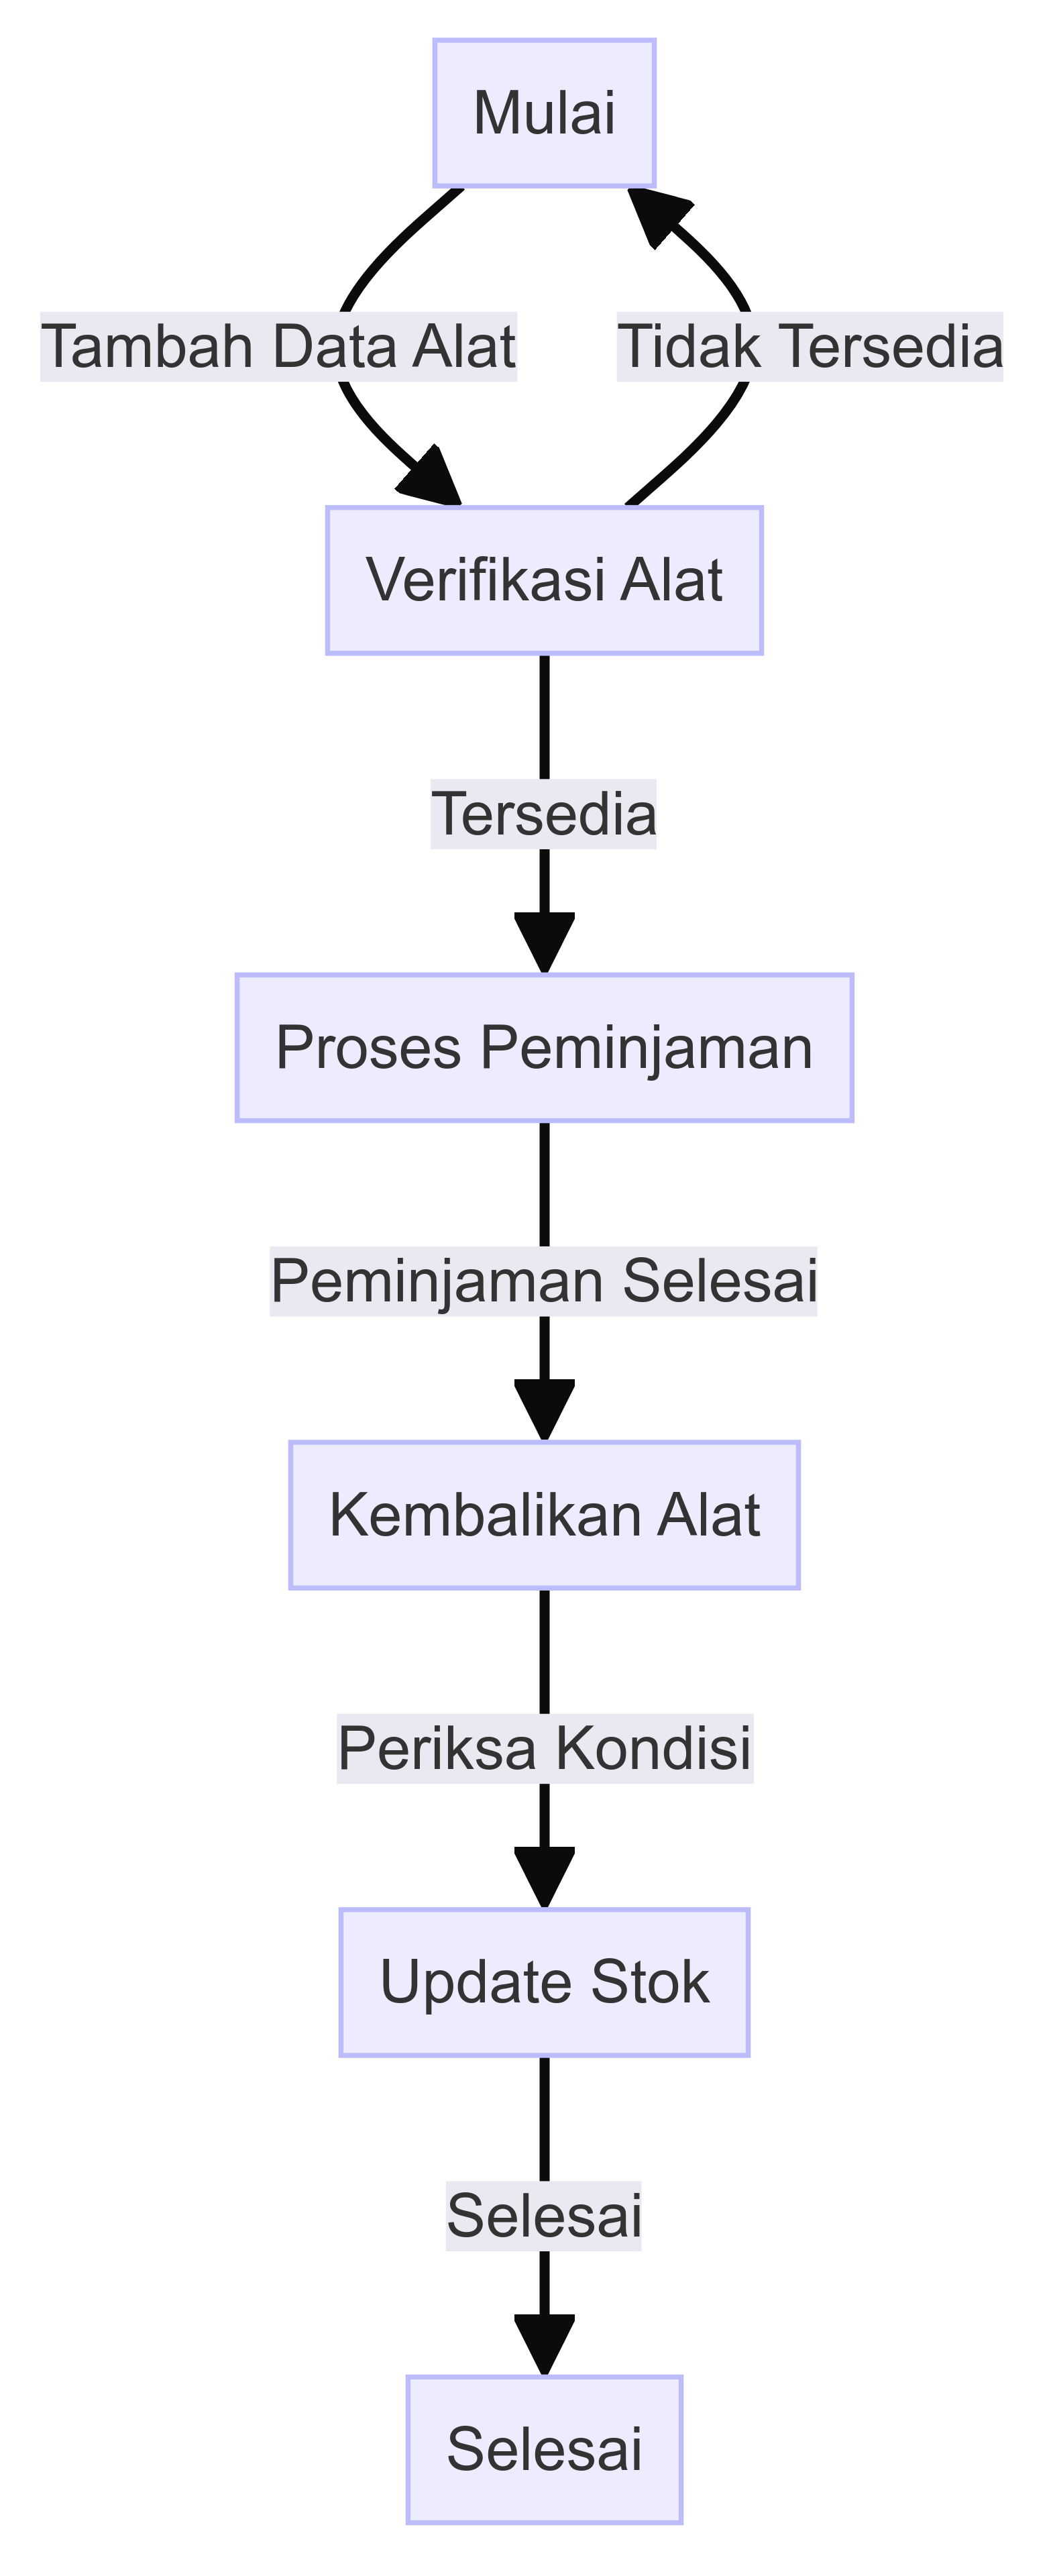 Mulai
Tambah Data Alat
Tidak Tersedia
Verifikasi Alat
Tersedia
Proses Peminjaman
Peminjaman Selesai
Kembalikan Alat
Periksa Kondisi
Update Stok
Selesai
Selesai